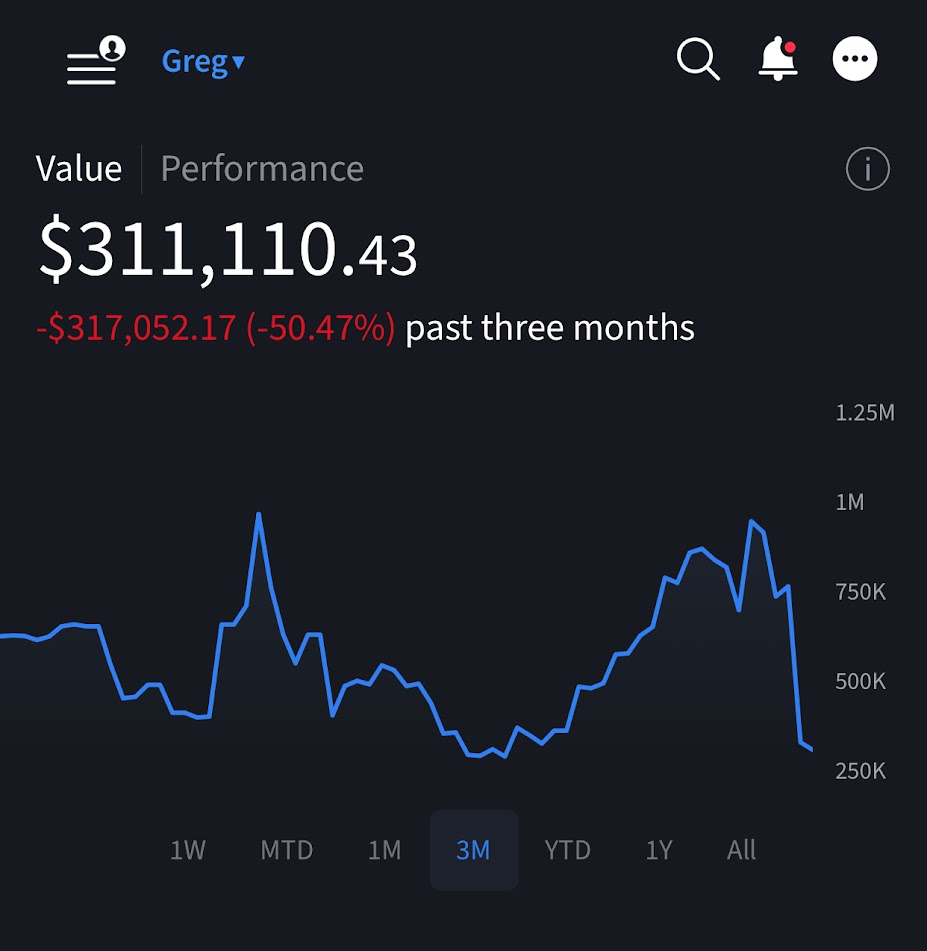 Greg▾
Value | Performance
$311,110.43
-$317,052.17 (-50.47%) past three months
1.25M
1M
750K
500K
250K
1W MTD 1M 3M YTD 1Y All